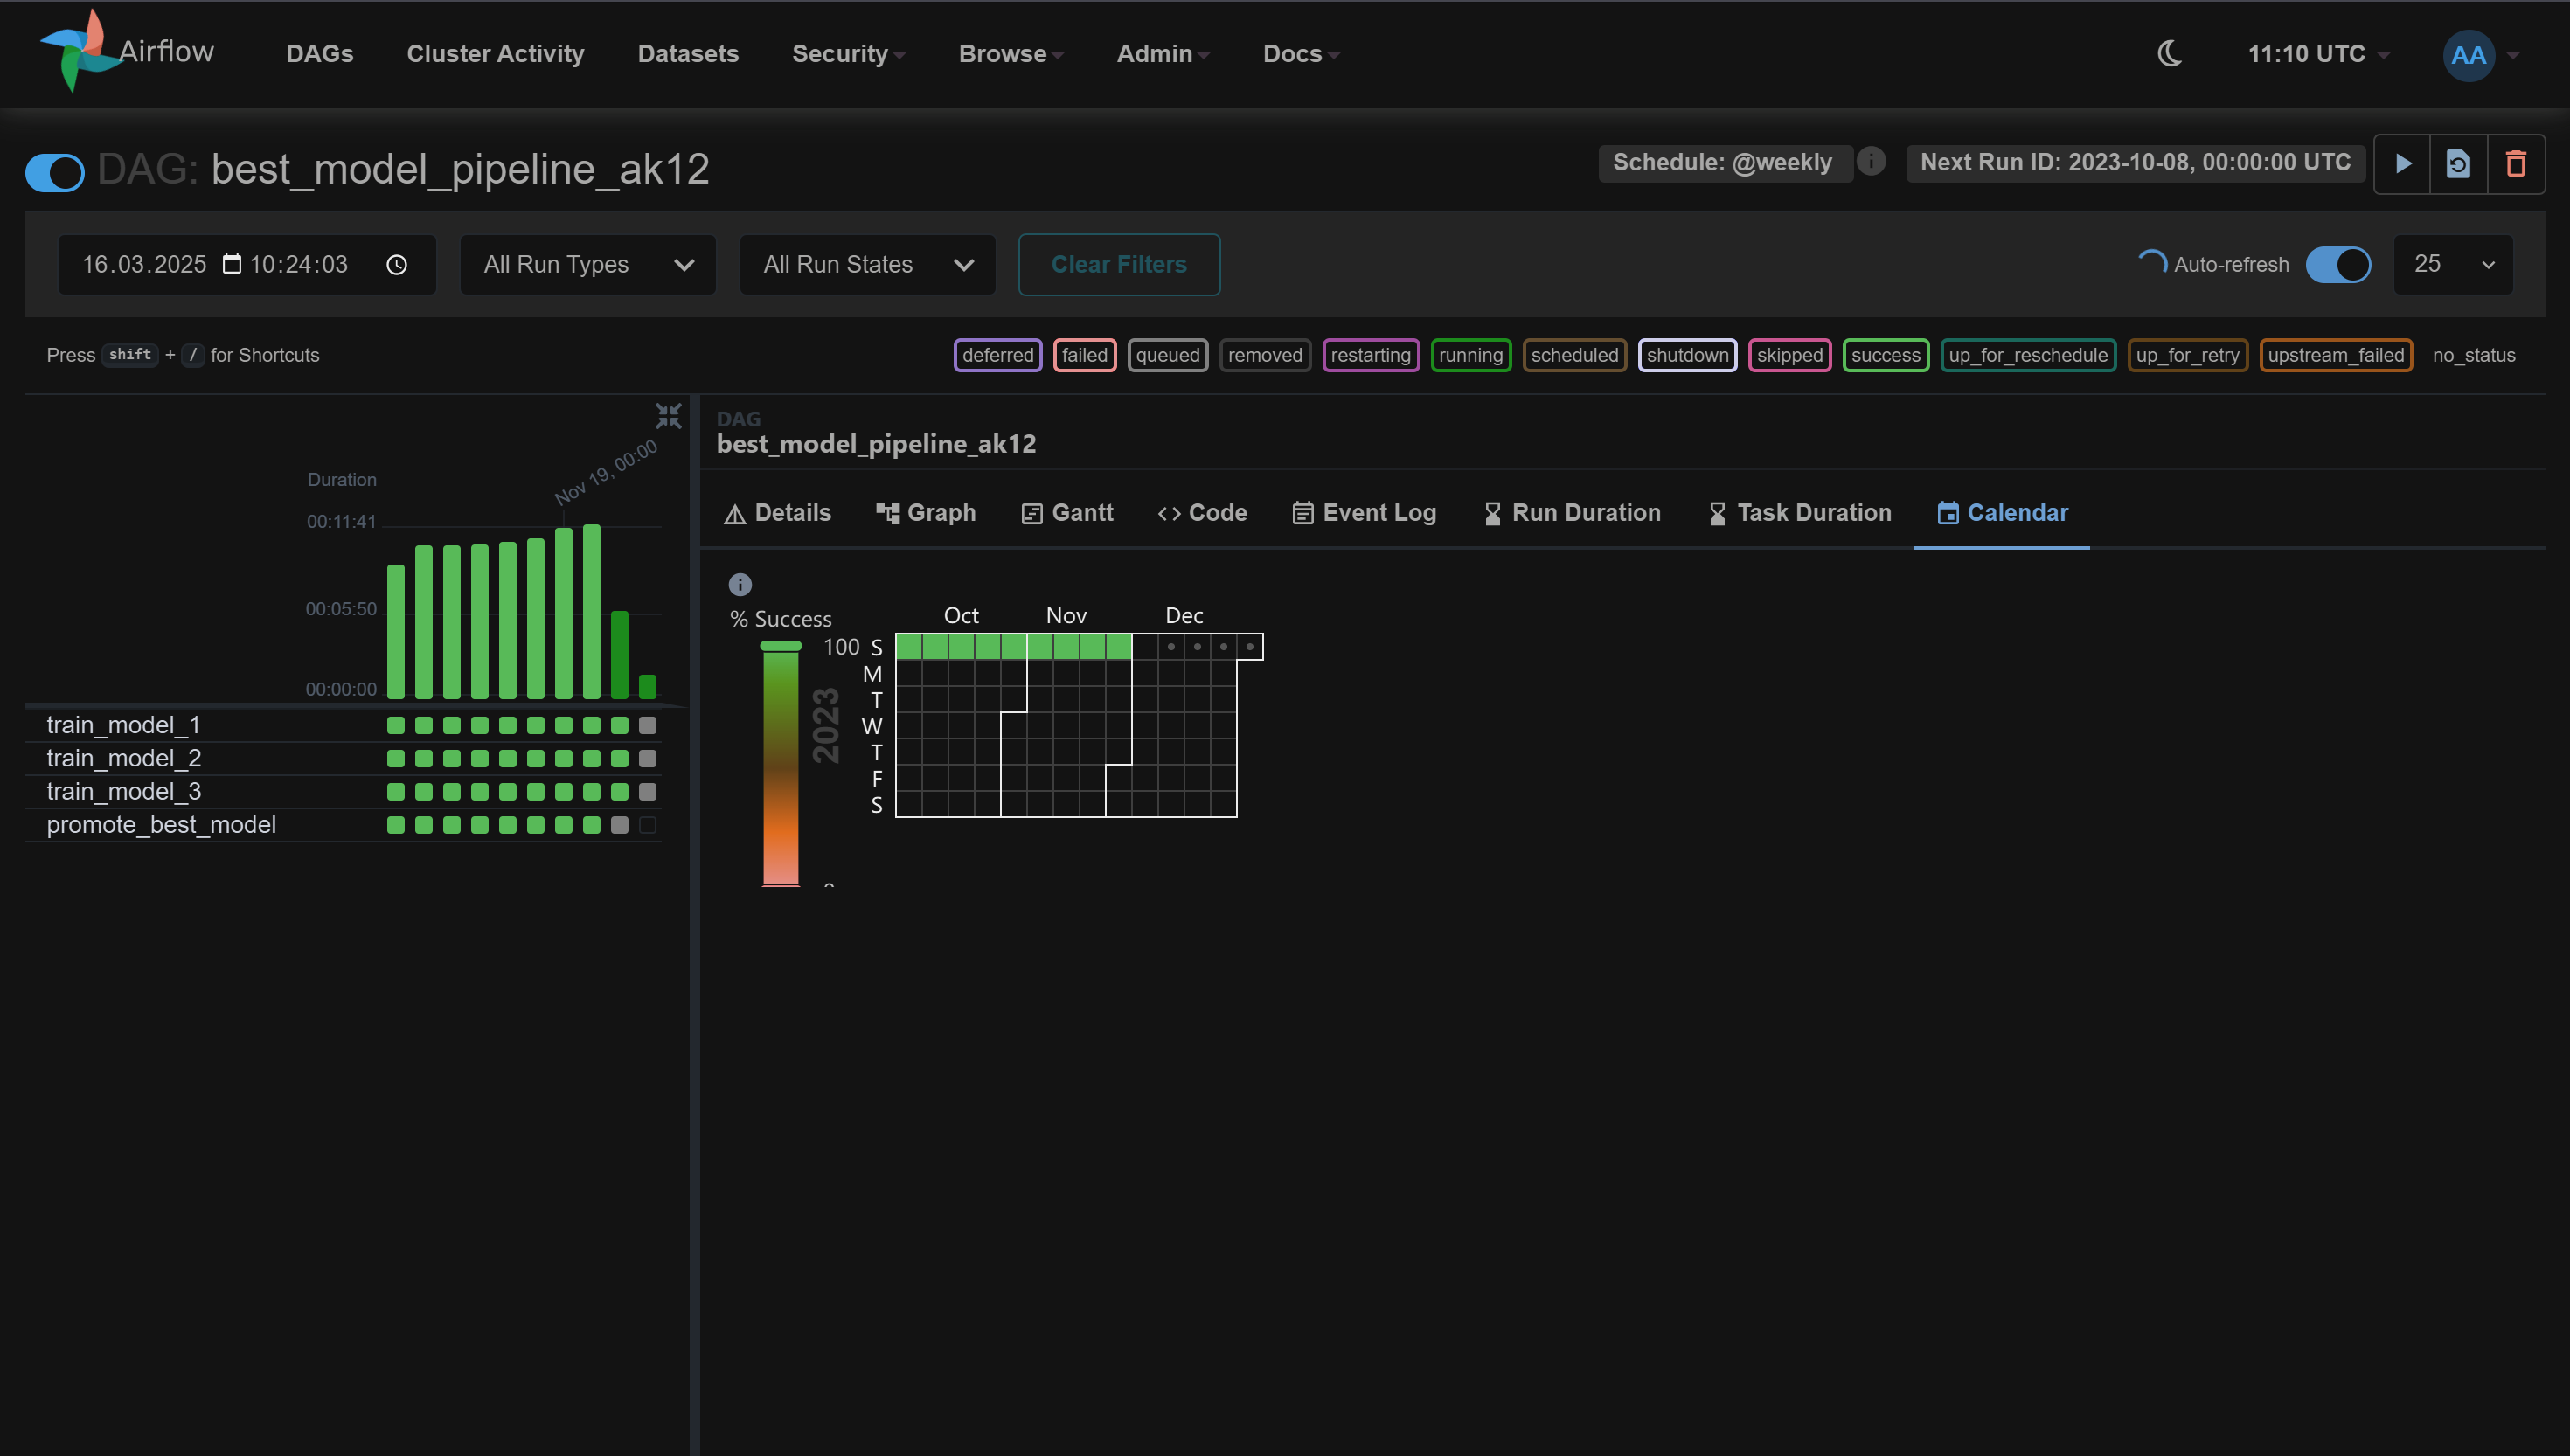 Airflow DAGs Cluster Activity Datasets Security Browse Admin Docs 11:10 UTC AA
DAG: best_model_pipeline_ak12 Schedule: @weekly Next Run ID: 2023-10-08, 00:00:00 UTC
16.03.2025 10:24:03 All Run Types All Run States Clear Filters Auto-refresh 25
Press shift + / for Shortcuts deferred failed queued removed restarting running scheduled shutdown skipped success up_for_reschedule up_for_retry upstream_failed no_status
DAG
best_model_pipeline_ak12
Nov 19, 00:00
Duration
00:11:41
00:05:50
00:00:00
train_model_1
train_model_2
train_model_3
promote_best_model
Details Graph Gantt Code Event Log Run Duration Task Duration Calendar
% Success
100
2023
Oct Nov Dec
S
M
T
W
T
F
S